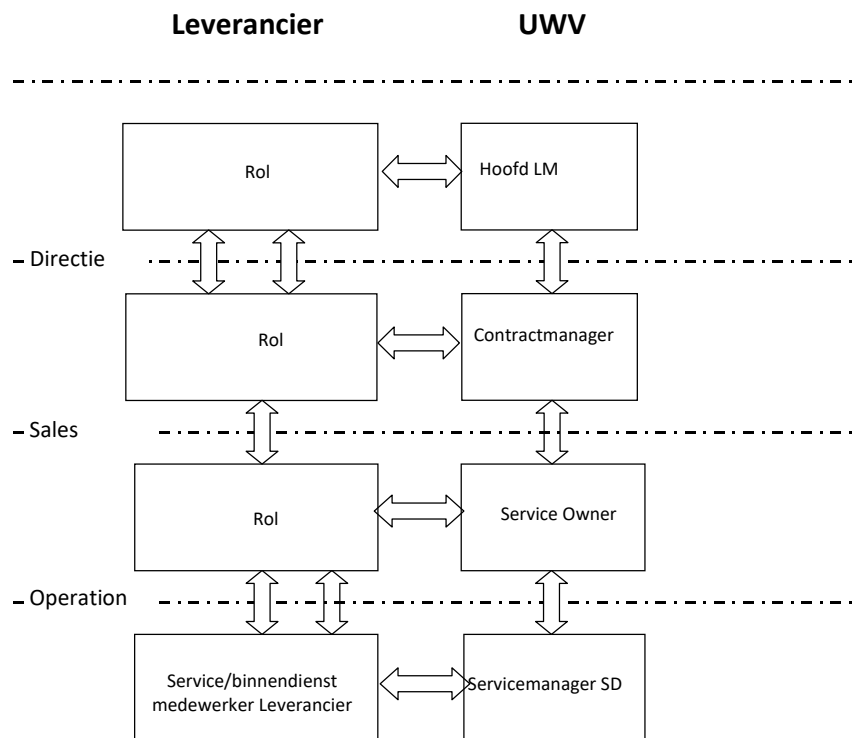 Leverancier
UWV
Rol
Hoofd LM
Directie
Rol
Contractmanager
Sales
Rol
Service Owner
Operation
Service/binnendienst
medewerker Leverancier
Servicemanager SD